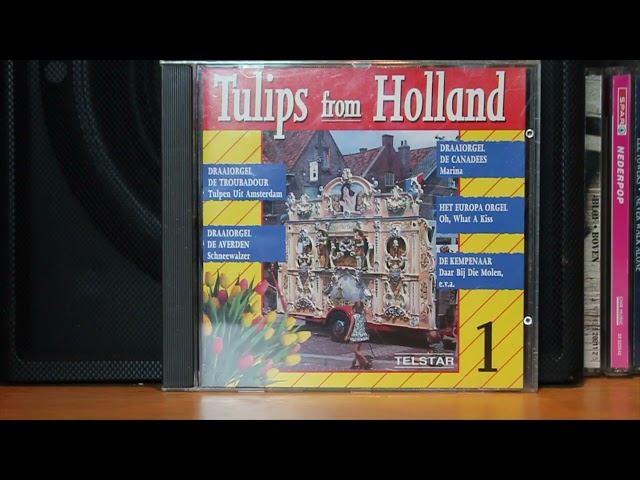 Tulips from Holland
DRAAIORGEL
DE TROUBADOUR
Tulpen Uit Amsterdam
DRAAIORGEL
DE AVERDEN
Schneewalzer
DRAAIORGEL
DE CANADEES
Marina
HET EUROPA ORGEL
Oh, What A Kiss
DE KEMPENAAR
Daar Bij Die Molen,
e.v.a.
TELSTAR
1
SPAR
NEDERPOP